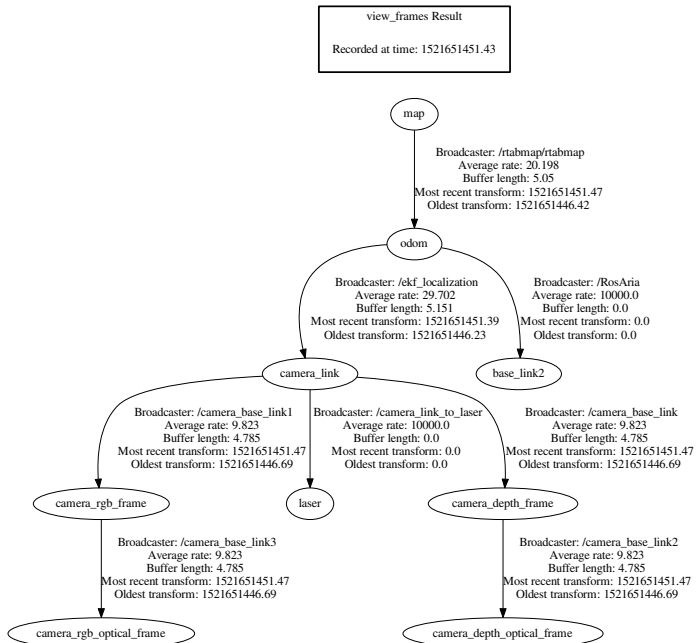 view_frames Result
Recorded at time: 1521651451.43
map
Broadcaster: /rtabmap/rtabmap
Average rate: 20.198
Buffer length: 5.05
Most recent transform: 1521651451.47
Oldest transform: 1521651446.42
odom
Broadcaster: /ekf_localization
Average rate: 29.702
Buffer length: 5.151
Most recent transform: 1521651451.39
Oldest transform: 1521651446.23
Broadcaster: /RosAria
Average rate: 10000.0
Buffer length: 0.0
Most recent transform: 0.0
Oldest transform: 0.0
camera_link
base_link2
Broadcaster: /camera_base_link1
Average rate: 9.823
Buffer length: 4.785
Most recent transform: 1521651451.47
Oldest transform: 1521651446.69
Broadcaster: /camera_link_to_laser
Average rate: 10000.0
Buffer length: 0.0
Most recent transform: 0.0
Oldest transform: 0.0
Broadcaster: /camera_base_link
Average rate: 9.823
Buffer length: 4.785
Most recent transform: 1521651451.47
Oldest transform: 1521651446.69
camera_rgb_frame
laser
camera_depth_frame
Broadcaster: /camera_base_link3
Average rate: 9.823
Buffer length: 4.785
Most recent transform: 1521651451.47
Oldest transform: 1521651446.69
Broadcaster: /camera_base_link2
Average rate: 9.823
Buffer length: 4.785
Most recent transform: 1521651451.47
Oldest transform: 1521651446.69
camera_rgb_optical_frame
camera_depth_optical_frame